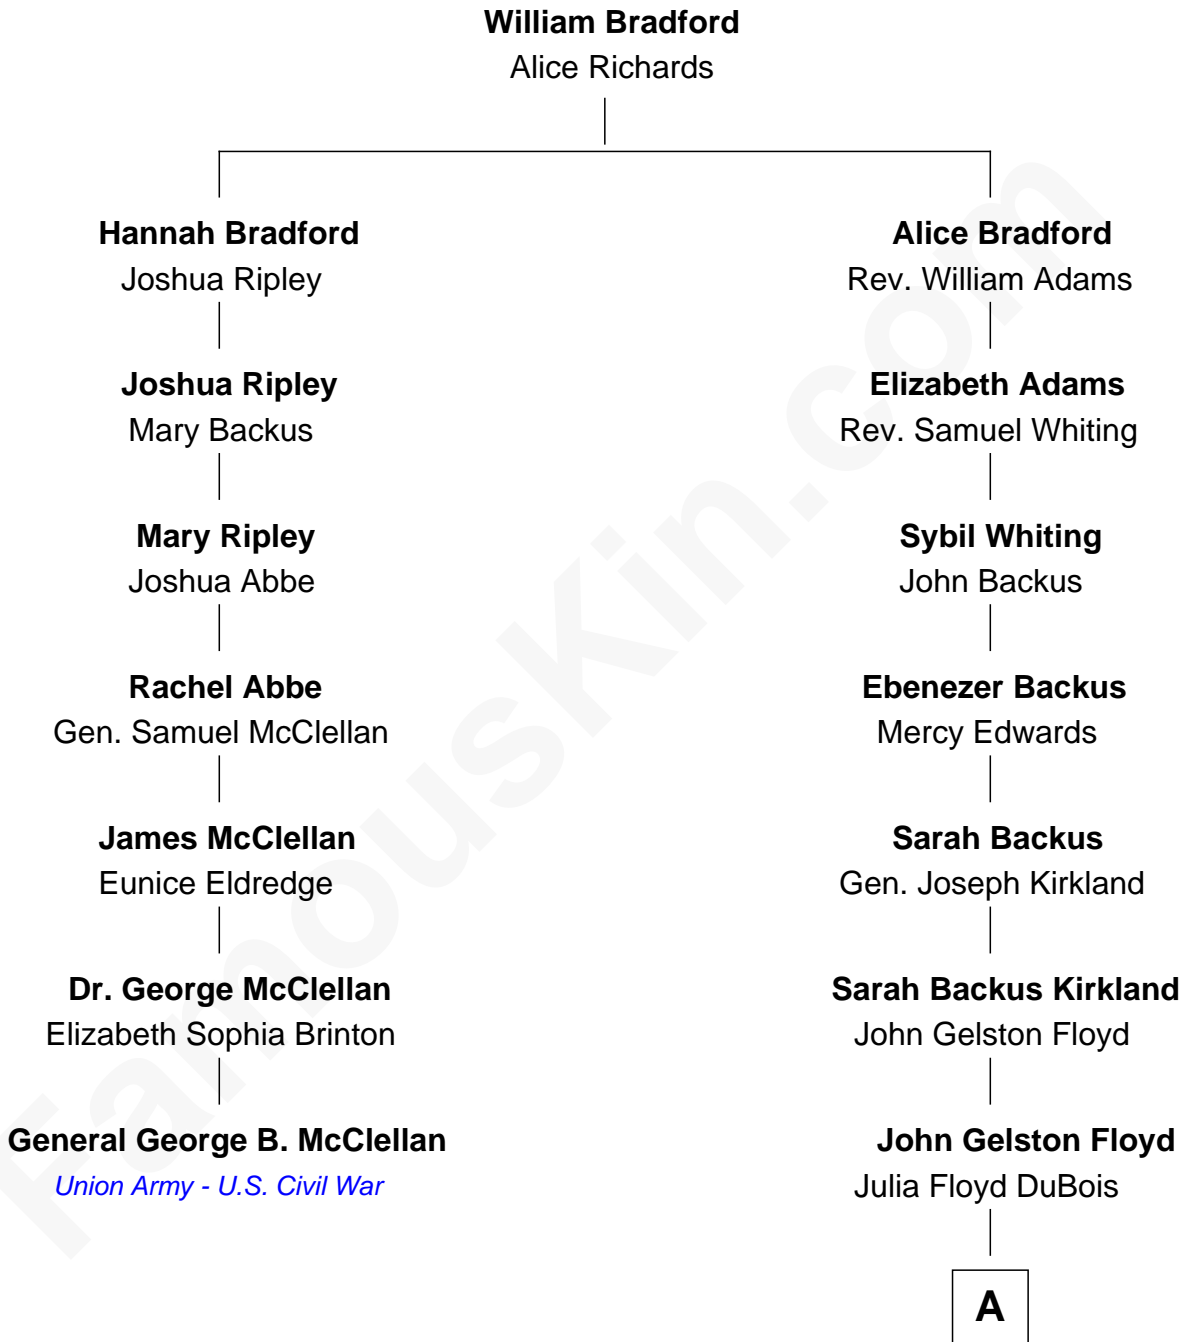 William Bradford
Alice Richards
Hannah Bradford
Joshua Ripley
Joshua Ripley
Mary Backus
Mary Ripley
Joshua Abbe
Rachel Abbe
Gen. Samuel McClellan
James McClellan
Eunice Eldredge
Dr. George McClellan
Elizabeth Sophia Brinton
General George B. McClellan
Union Army - U.S. Civil War
Alice Bradford
Rev. William Adams
Elizabeth Adams
Rev. Samuel Whiting
Sybil Whiting
John Backus
Ebenezer Backus
Mercy Edwards
Sarah Backus
Gen. Joseph Kirkland
Sarah Backus Kirkland
John Gelston Floyd
John Gelston Floyd
Julia Floyd DuBois
A
FamousKin.com